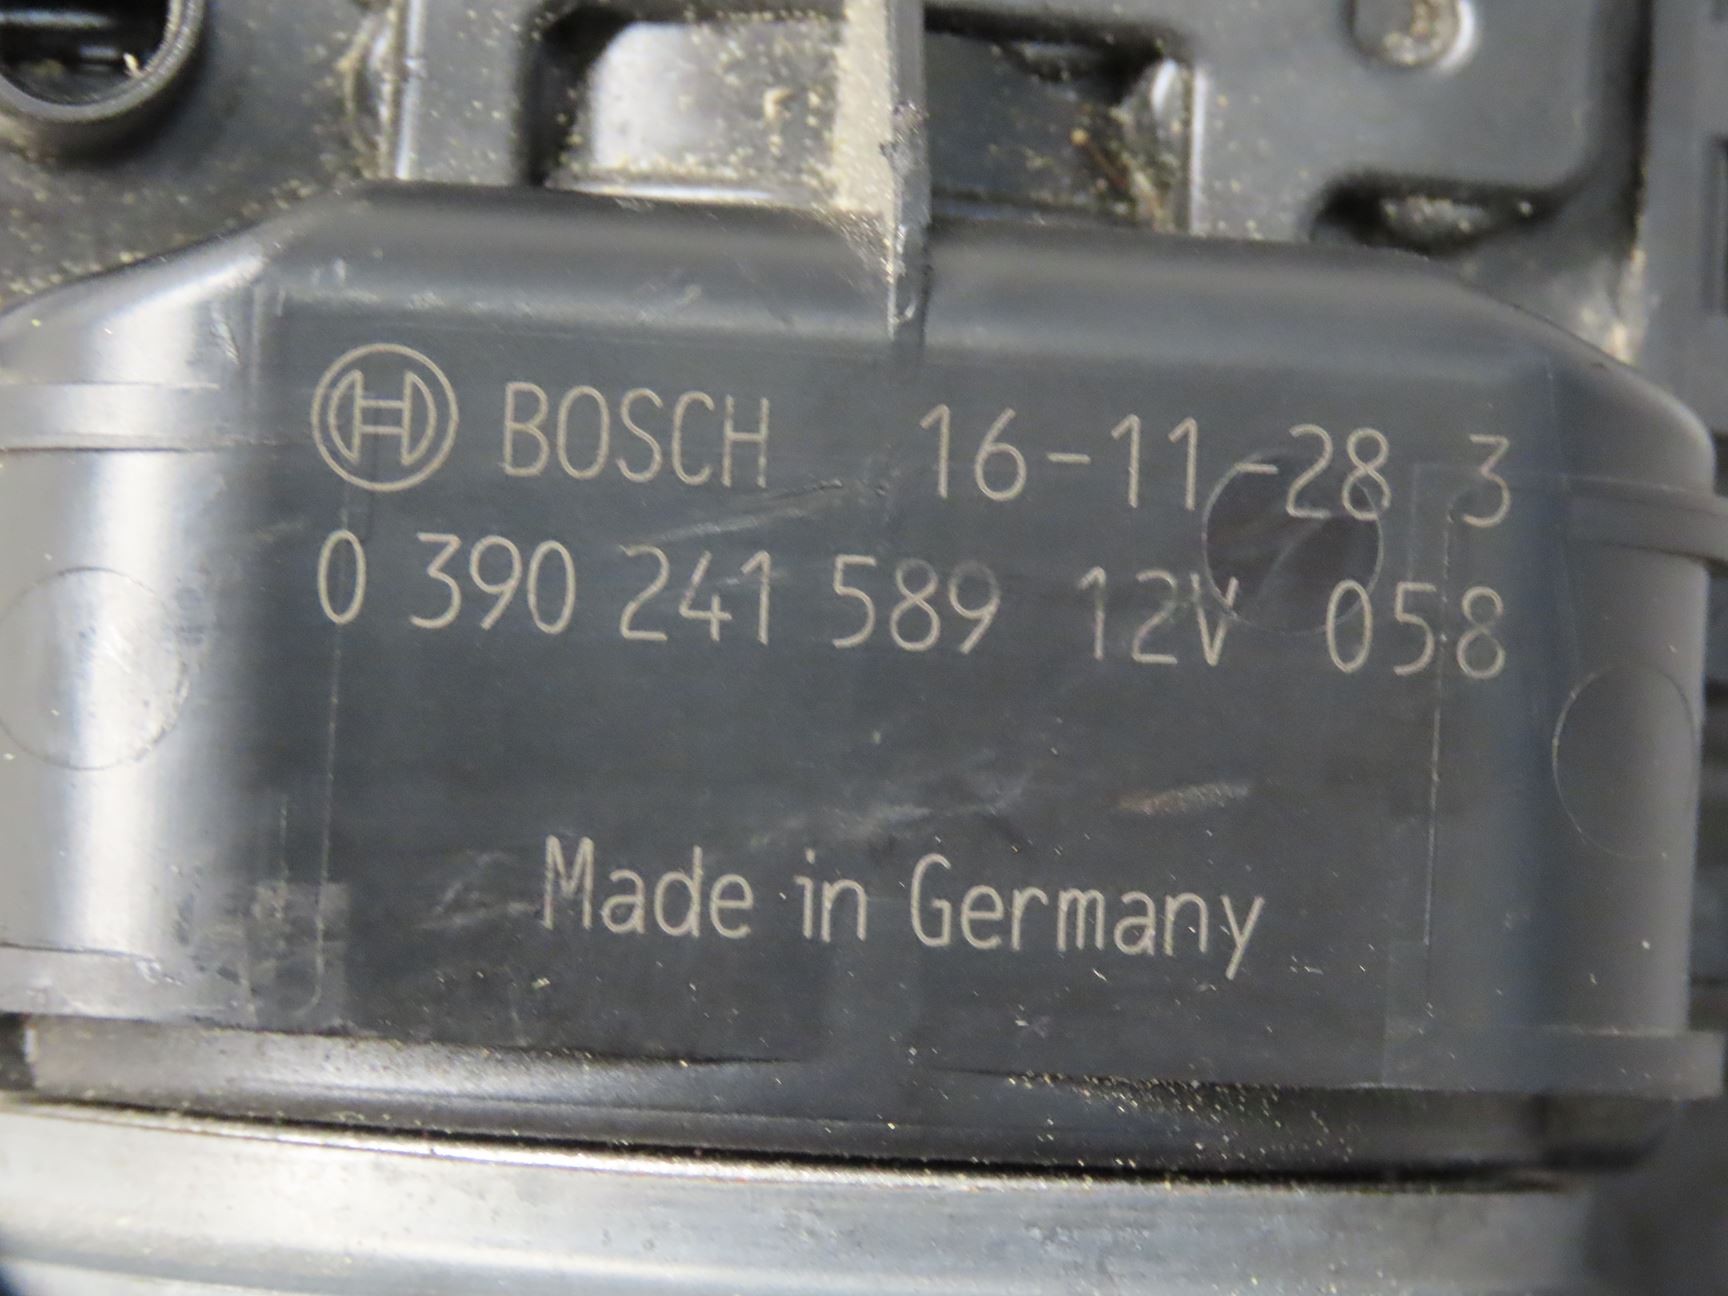 BOSCH 16-11-28 3
0 390 241 589 12V 058
Made in Germany